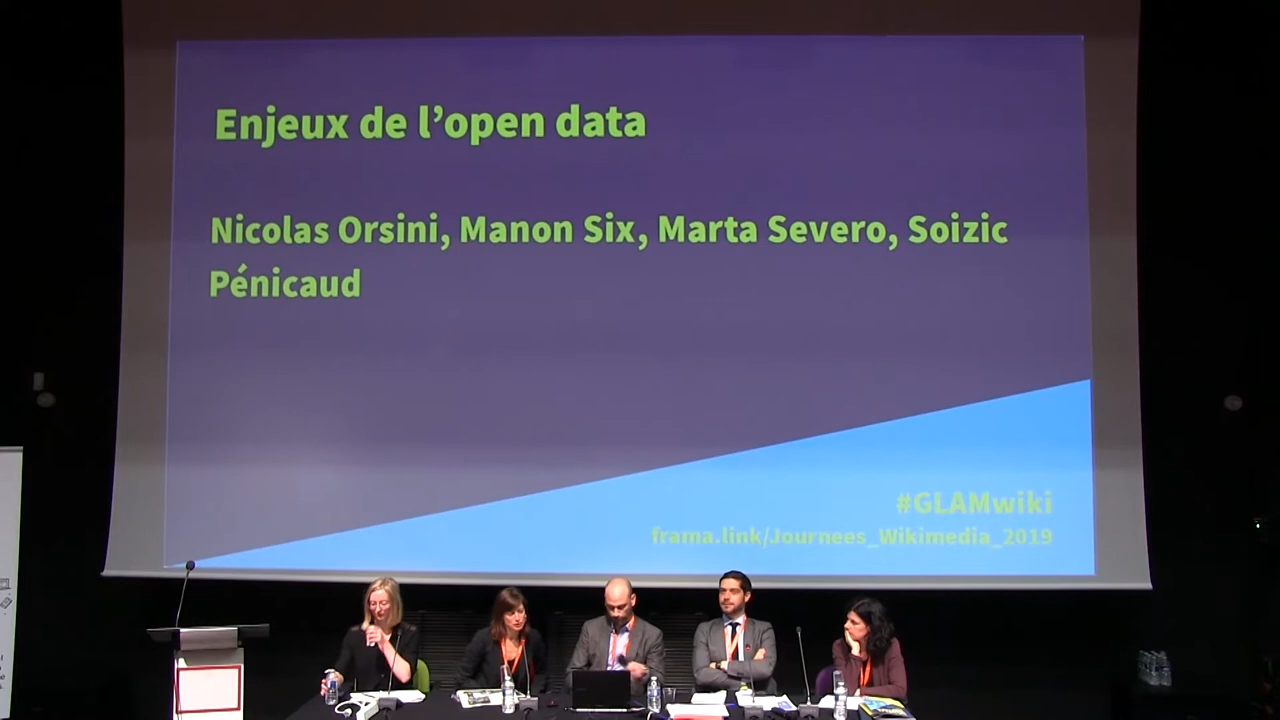 Enjeux de l’open data
Nicolas Orsini, Manon Six, Marta Severo, Soizic
Pénicaud
#GLAMwiki
frama.link/Journees_Wikimedia_2019